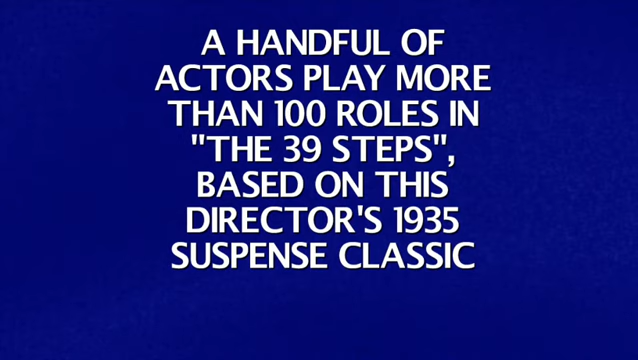 A HANDFUL OF
ACTORS PLAY MORE
THAN 100 ROLES IN
"THE 39 STEPS",
BASED ON THIS
DIRECTOR'S 1935
SUSPENSE CLASSIC